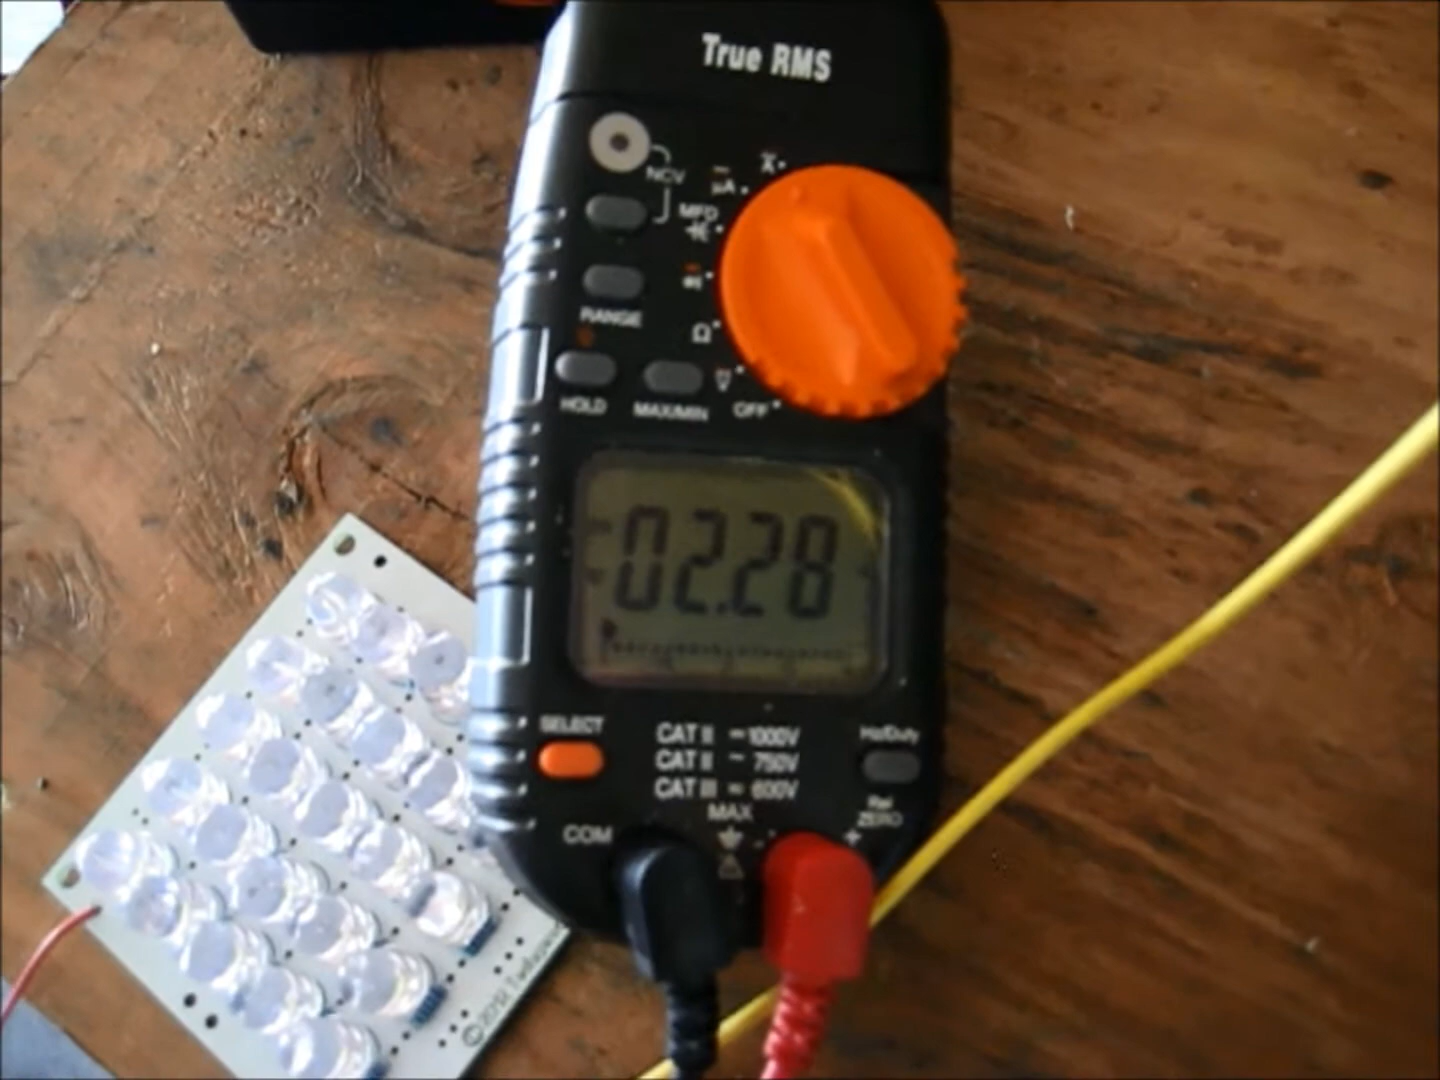 True RMS
NCV
A
µA
MFD
RANGE
Ω
V
HOLD
MAX/MIN
OFF
-02.28
SELECT
CAT II ⎓1000V
CAT II ~ 750V
CAT III ≂ 600V
MAX
Hz/Duty
Rel
ZERO
COM
+